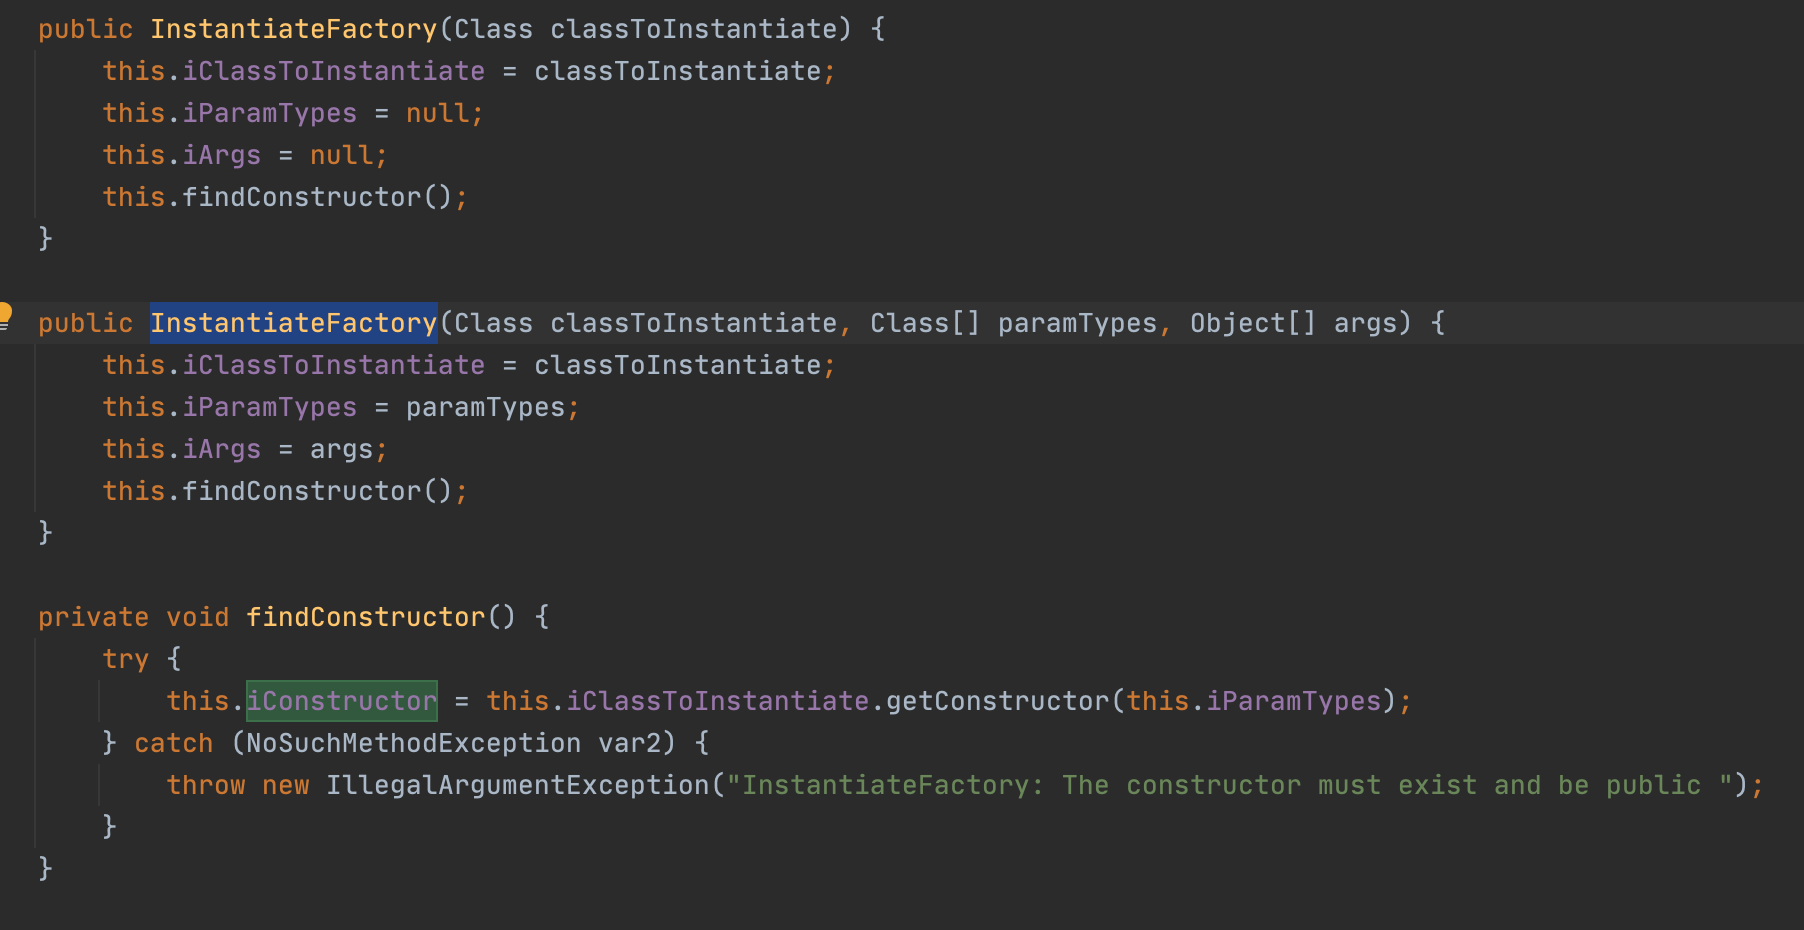 public InstantiateFactory(Class classToInstantiate) {
    this.iClassToInstantiate = classToInstantiate;
    this.iParamTypes = null;
    this.iArgs = null;
    this.findConstructor();
}
public InstantiateFactory(Class classToInstantiate, Class[] paramTypes, Object[] args) {
    this.iClassToInstantiate = classToInstantiate;
    this.iParamTypes = paramTypes;
    this.iArgs = args;
    this.findConstructor();
}
private void findConstructor() {
    try {
        this.iConstructor = this.iClassToInstantiate.getConstructor(this.iParamTypes);
    } catch (NoSuchMethodException var2) {
        throw new IllegalArgumentException("InstantiateFactory: The constructor must exist and be public ");
    }
}